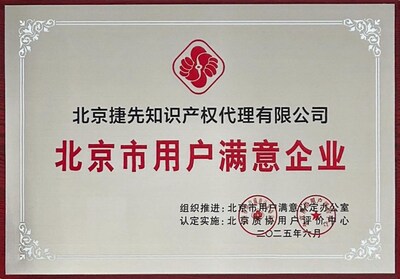 北京捷先知识产权代理有限公司
北京市用户满意企业
组织推进：北京市用户满意认定办公室
认定实施：北京质协用户评价中心
二〇二五年六月